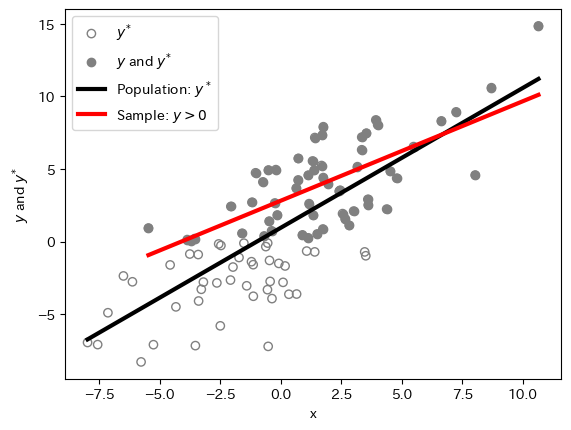 y*
y and y*
Population: y*
Sample: y > 0
y and y*
15
10
5
0
−5
−7.5
−5.0
−2.5
0.0
2.5
5.0
7.5
10.0
x